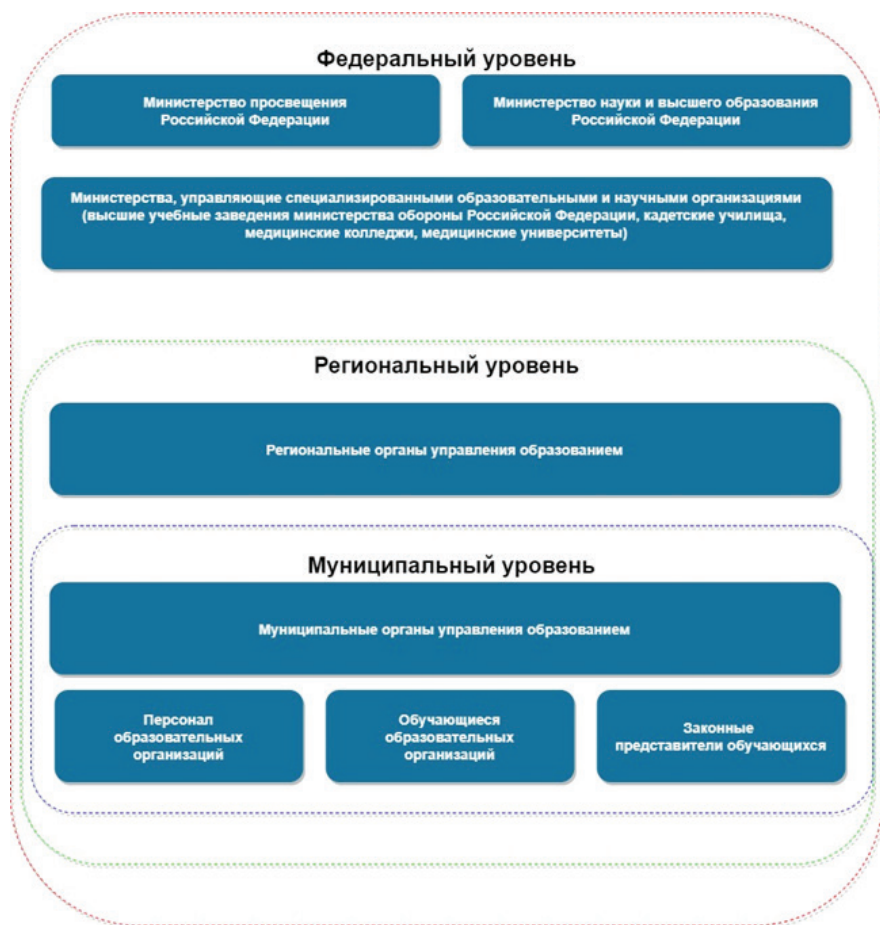 Федеральный уровень
Министерство просвещения
Российской Федерации
Министерство науки и высшего образования
Российской Федерации
Министерства, управляющие специализированными образовательными и научными организациями
(высшие учебные заведения министерства обороны Российской Федерации, кадетские училища,
медицинские колледжи, медицинские университеты)
Региональный уровень
Региональные органы управления образованием
Муниципальный уровень
Муниципальные органы управления образованием
Персонал
образовательных
организаций
Обучающиеся
образовательных
организаций
Законные
представители обучающихся